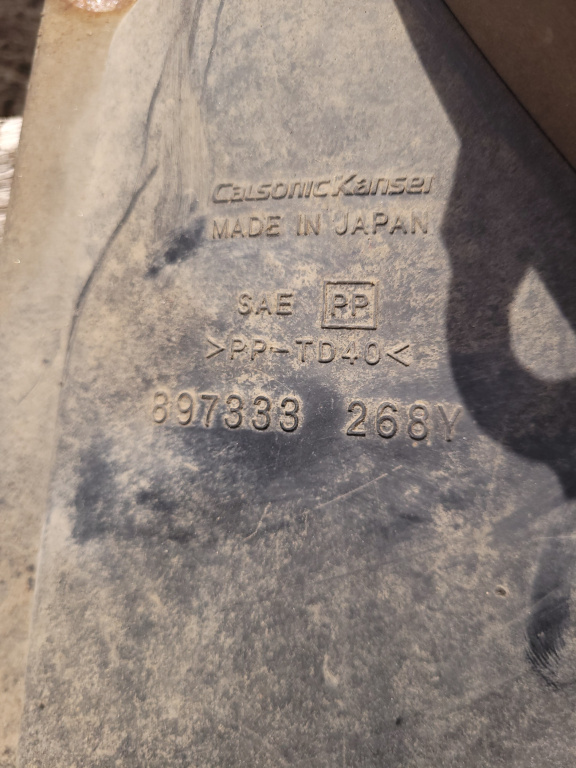 CalsonicKansei
MADE IN JAPAN
SAE PP
>PP-TD40<
897333 268Y